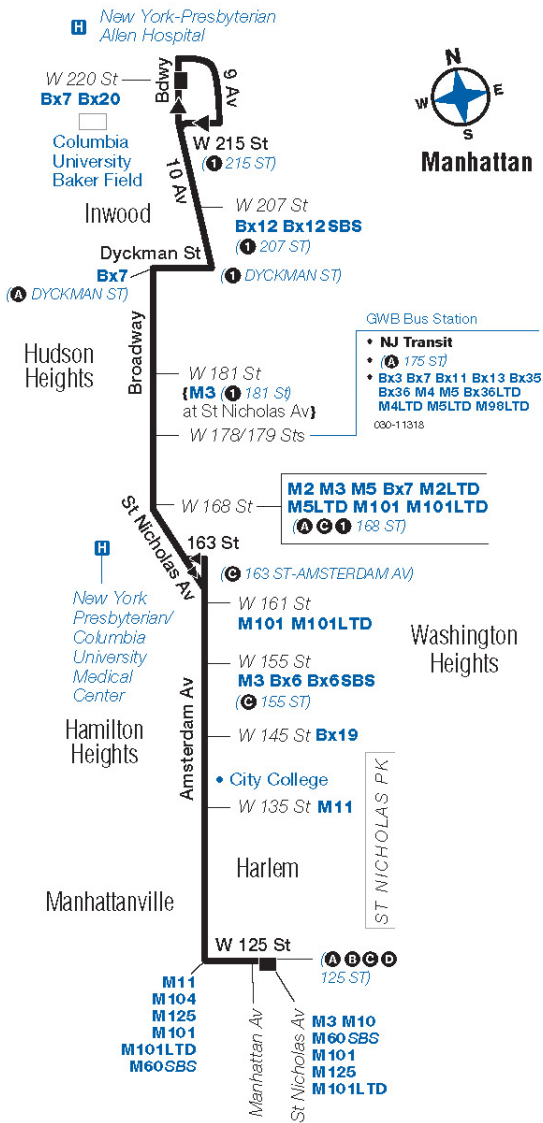 H New York-Presbyterian
Allen Hospital
N
W E
S
Manhattan
W 220 St
Bx7 Bx20
Bdwy
9 Av
Columbia
University
Baker Field
W 215 St
(1 215 ST)
10 Av
Inwood
W 207 St
Bx12 Bx12SBS
(1 207 ST)
Dyckman St
Bx7
(A DYCKMAN ST)
(1 DYCKMAN ST)
GWB Bus Station
• NJ Transit
• (A 175 ST)
• Bx3 Bx7 Bx11 Bx13 Bx35
Bx36 M4 M5 Bx36LTD
M4LTD M5LTD M98LTD
030-11318
Hudson
Heights
Broadway
W 181 St
{M3 (1 181 St)
at St Nicholas Av}
W 178/179 Sts
W 168 St
M2 M3 M5 Bx7 M2LTD
M5LTD M101 M101LTD
(A C 1 168 ST)
St Nicholas Av
163 St
(C 163 ST-AMSTERDAM AV)
H
New York
Presbyterian/
Columbia
University
Medical
Center
W 161 St
M101 M101LTD
Washington
Heights
W 155 St
M3 Bx6 Bx6SBS
(C 155 ST)
Hamilton
Heights
Amsterdam Av
W 145 St Bx19
• City College
W 135 St M11
ST NICHOLAS PK
Harlem
Manhattanville
W 125 St
(A B C D
125 ST)
M11
M104
M125
M101
M101LTD
M60SBS
Manhattan Av
St Nicholas Av
M3 M10
M60SBS
M101
M125
M101LTD